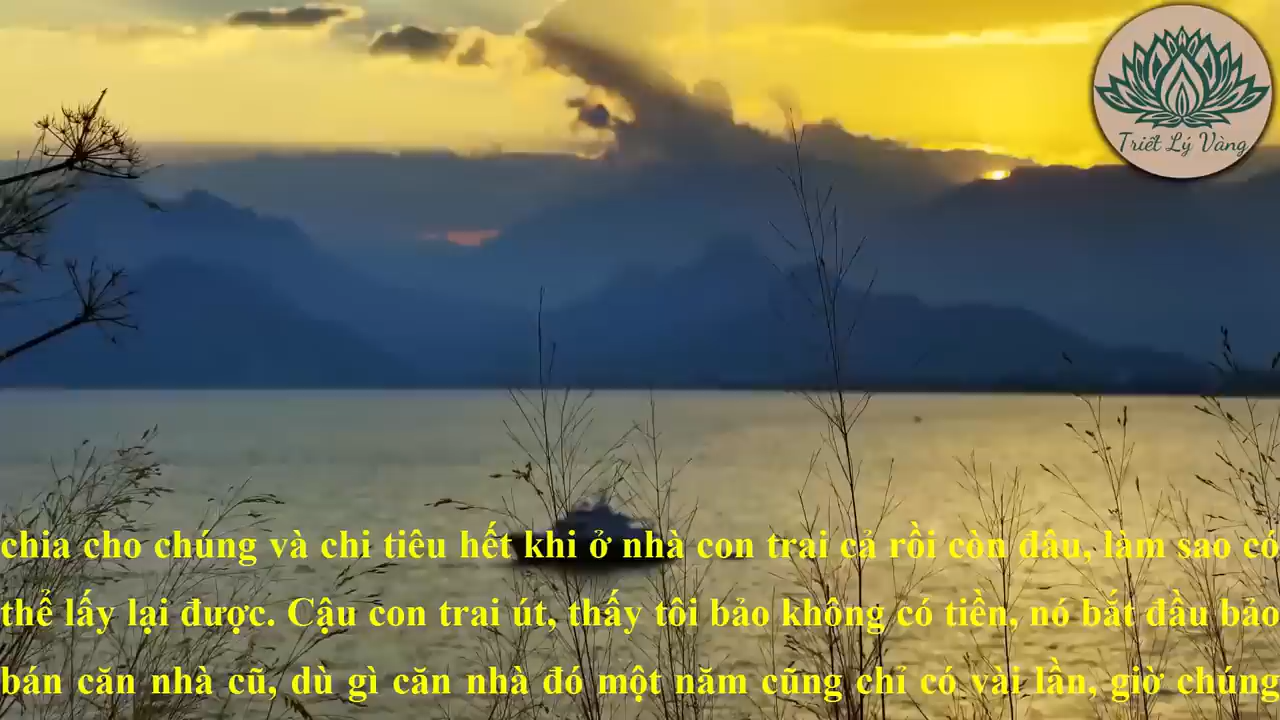 Triết Lý Vàng
chia cho chúng và chi tiêu hết khi ở nhà con trai cả rồi còn đâu, làm sao có
thể lấy lại được. Cậu con trai út, thấy tôi bảo không có tiền, nó bắt đầu bảo
bán căn nhà cũ, dù gì căn nhà đó một năm cũng chỉ có vài lần, giờ chúng